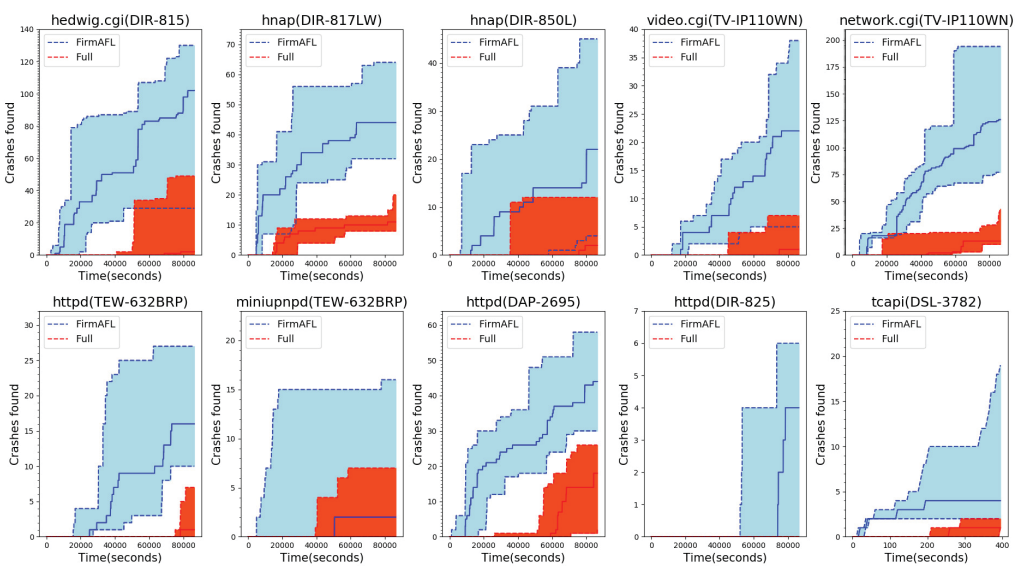 hedwig.cgi(DIR-815)
140
120
100
80
60
40
20
0
Crashes found
FirmAFL
Full
0 20000 40000 60000 80000
Time(seconds)
hnap(DIR-817LW)
70
60
50
40
30
20
10
0
Crashes found
FirmAFL
Full
0 20000 40000 60000 80000
Time(seconds)
hnap(DIR-850L)
40
30
20
10
0
Crashes found
FirmAFL
Full
0 20000 40000 60000 80000
Time(seconds)
video.cgi(TV-IP110WN)
40
35
30
25
20
15
10
5
0
Crashes found
FirmAFL
Full
0 20000 40000 60000 80000
Time(seconds)
network.cgi(TV-IP110WN)
200
175
150
125
100
75
50
25
0
Crashes found
FirmAFL
Full
0 20000 40000 60000 80000
Time(seconds)
httpd(TEW-632BRP)
30
25
20
15
10
5
0
Crashes found
FirmAFL
Full
0 20000 40000 60000 80000
Time(seconds)
miniupnpd(TEW-632BRP)
20
15
10
5
0
Crashes found
FirmAFL
Full
0 20000 40000 60000 80000
Time(seconds)
httpd(DAP-2695)
60
50
40
30
20
10
0
Crashes found
FirmAFL
Full
0 20000 40000 60000 80000
Time(seconds)
httpd(DIR-825)
7
6
5
4
3
2
1
0
Crashes found
FirmAFL
Full
0 20000 40000 60000 80000
Time(seconds)
tcapi(DSL-3782)
25
20
15
10
5
0
Crashes found
FirmAFL
Full
0 100 200 300 400
Time(seconds)